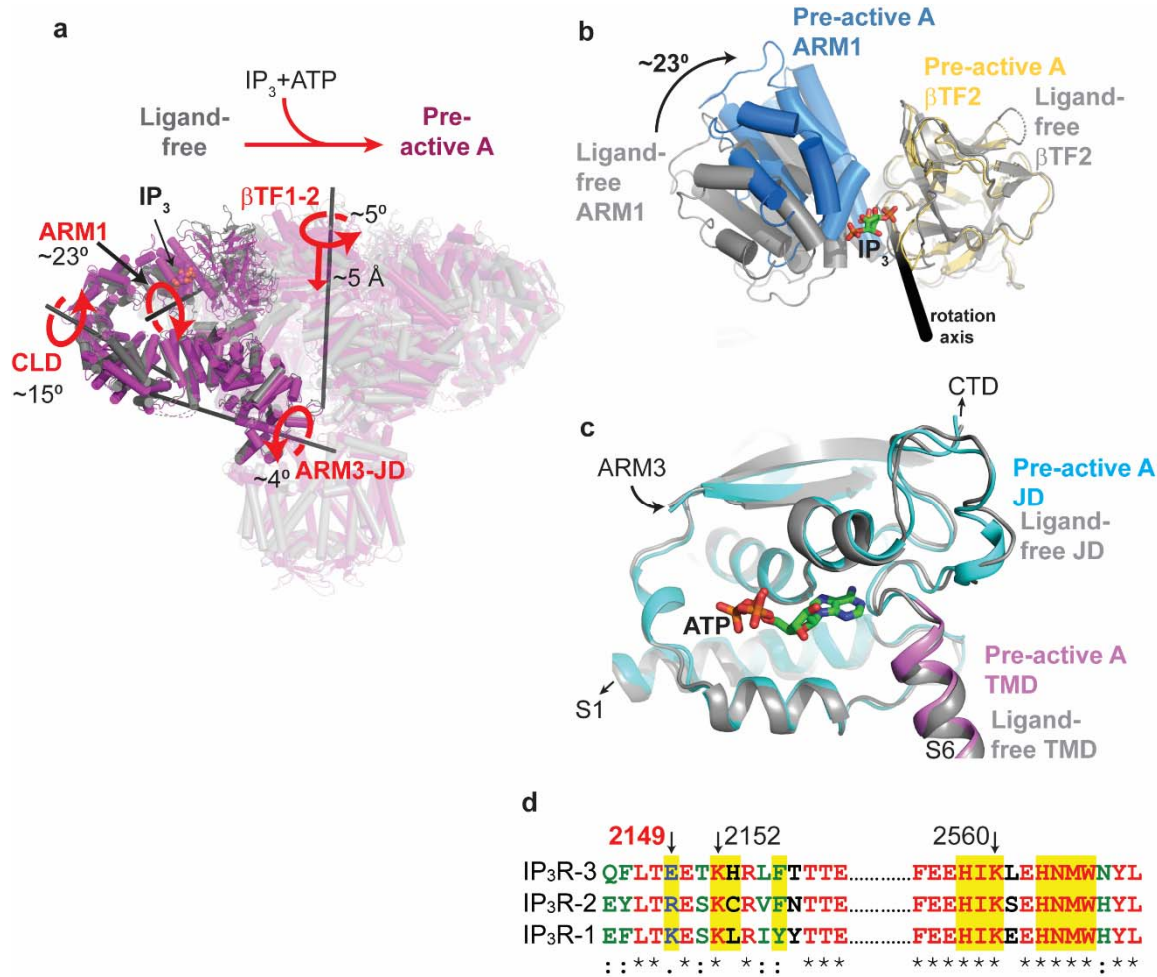 a
IP3+ATP
Ligand-
free
Pre-
active A
βTF1-2
IP3
~5º
ARM1
~23º
~5 Å
CLD
~15º
~4º
ARM3-JD
b
Pre-active A
ARM1
~23º
Pre-active A
βTF2
Ligand-
free
βTF2
Ligand-
free
ARM1
IP3
rotation
axis
c
CTD
ARM3
Pre-active A
JD
Ligand-
free JD
ATP
Pre-active A
TMD
S1
Ligand-
free TMD
S6
d
2149 2152 2560
IP3R-3 QFLTEETKHRLFTTTE...........FEEHIKLEHNMWNYL
IP3R-2 EYLTRESKCRVFNTTE...........FEEHIKSEHNMWHYL
IP3R-1 EFLTKESKLRIYYTTE...........FEEHIKEEHNMWHYL
::**.*:* *:: *** ****** *****:**